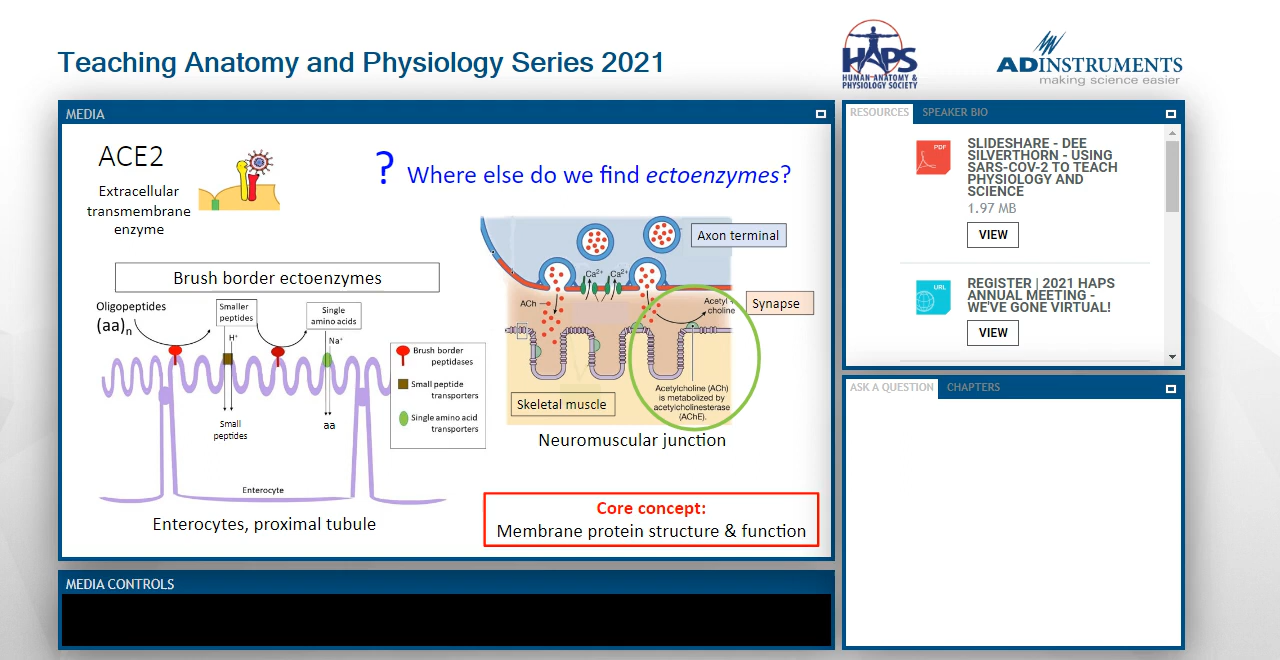 Teaching Anatomy and Physiology Series 2021
HAPS
HUMAN ANATOMY &
PHYSIOLOGY SOCIETY
ADINSTRUMENTS
making science easier
MEDIA
ACE2
Extracellular
transmembrane
enzyme
? Where else do we find ectoenzymes?
Brush border ectoenzymes
Oligopeptides
(aa)n
Smaller
peptides
Single
amino acids
H+
Na+
Brush border
peptidases
Small peptide
transporters
Single amino acid
transporters
Small
peptides
aa
Enterocyte
Enterocytes, proximal tubule
Axon terminal
Ca2+
Ca2+
ACh
Acetyl +
choline
Synapse
Acetylcholine (ACh)
is metabolized by
acetylcholinesterase
(AChE).
Skeletal muscle
Neuromuscular junction
Core concept:
Membrane protein structure & function
MEDIA CONTROLS
RESOURCES
SPEAKER BIO
PDF
SLIDESHARE - DEE
SILVERTHORN - USING
SARS-COV-2 TO TEACH
PHYSIOLOGY AND
SCIENCE
1.97 MB
VIEW
URL
REGISTER | 2021 HAPS
ANNUAL MEETING -
WE'VE GONE VIRTUAL!
VIEW
ASK A QUESTION
CHAPTERS